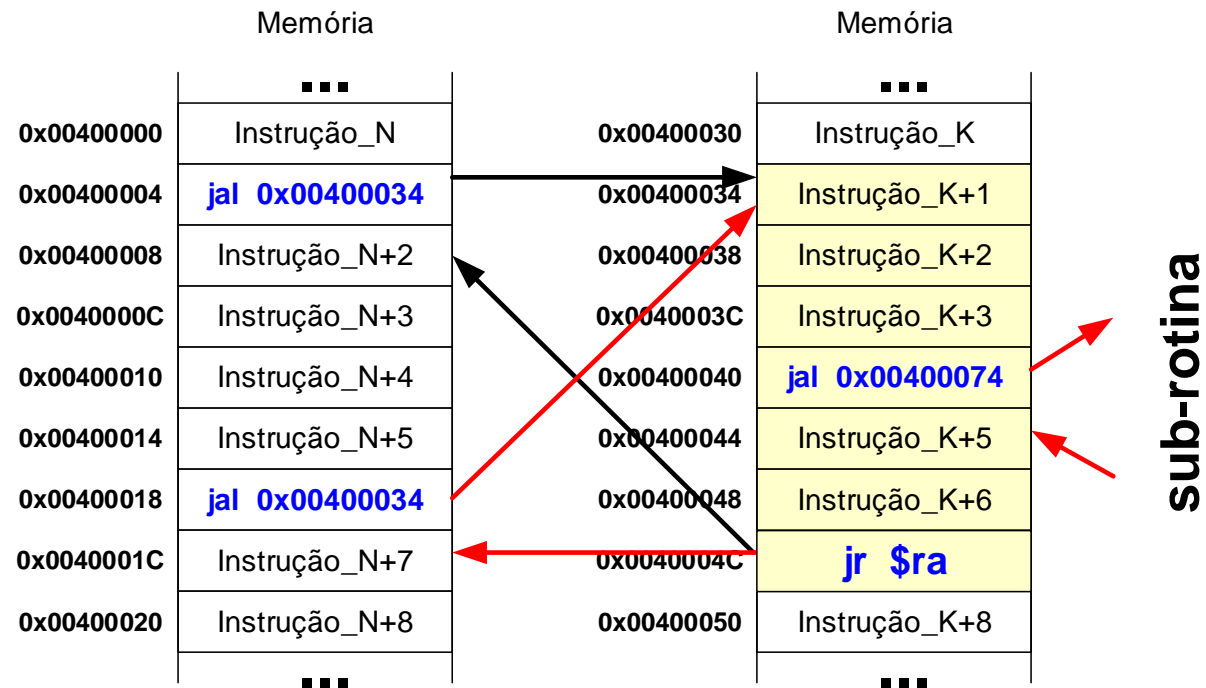 Memória Memória
... ...
0x00400000 Instrução_N 0x00400030 Instrução_K
0x00400004 jal 0x00400034 0x00400034 Instrução_K+1
0x00400008 Instrução_N+2 0x00400038 Instrução_K+2
0x0040000C Instrução_N+3 0x0040003C Instrução_K+3
0x00400010 Instrução_N+4 0x00400040 jal 0x00400074
0x00400014 Instrução_N+5 0x00400044 Instrução_K+5
0x00400018 jal 0x00400034 0x00400048 Instrução_K+6
0x0040001C Instrução_N+7 0x0040004C jr $ra
0x00400020 Instrução_N+8 0x00400050 Instrução_K+8
... ...
sub-rotina